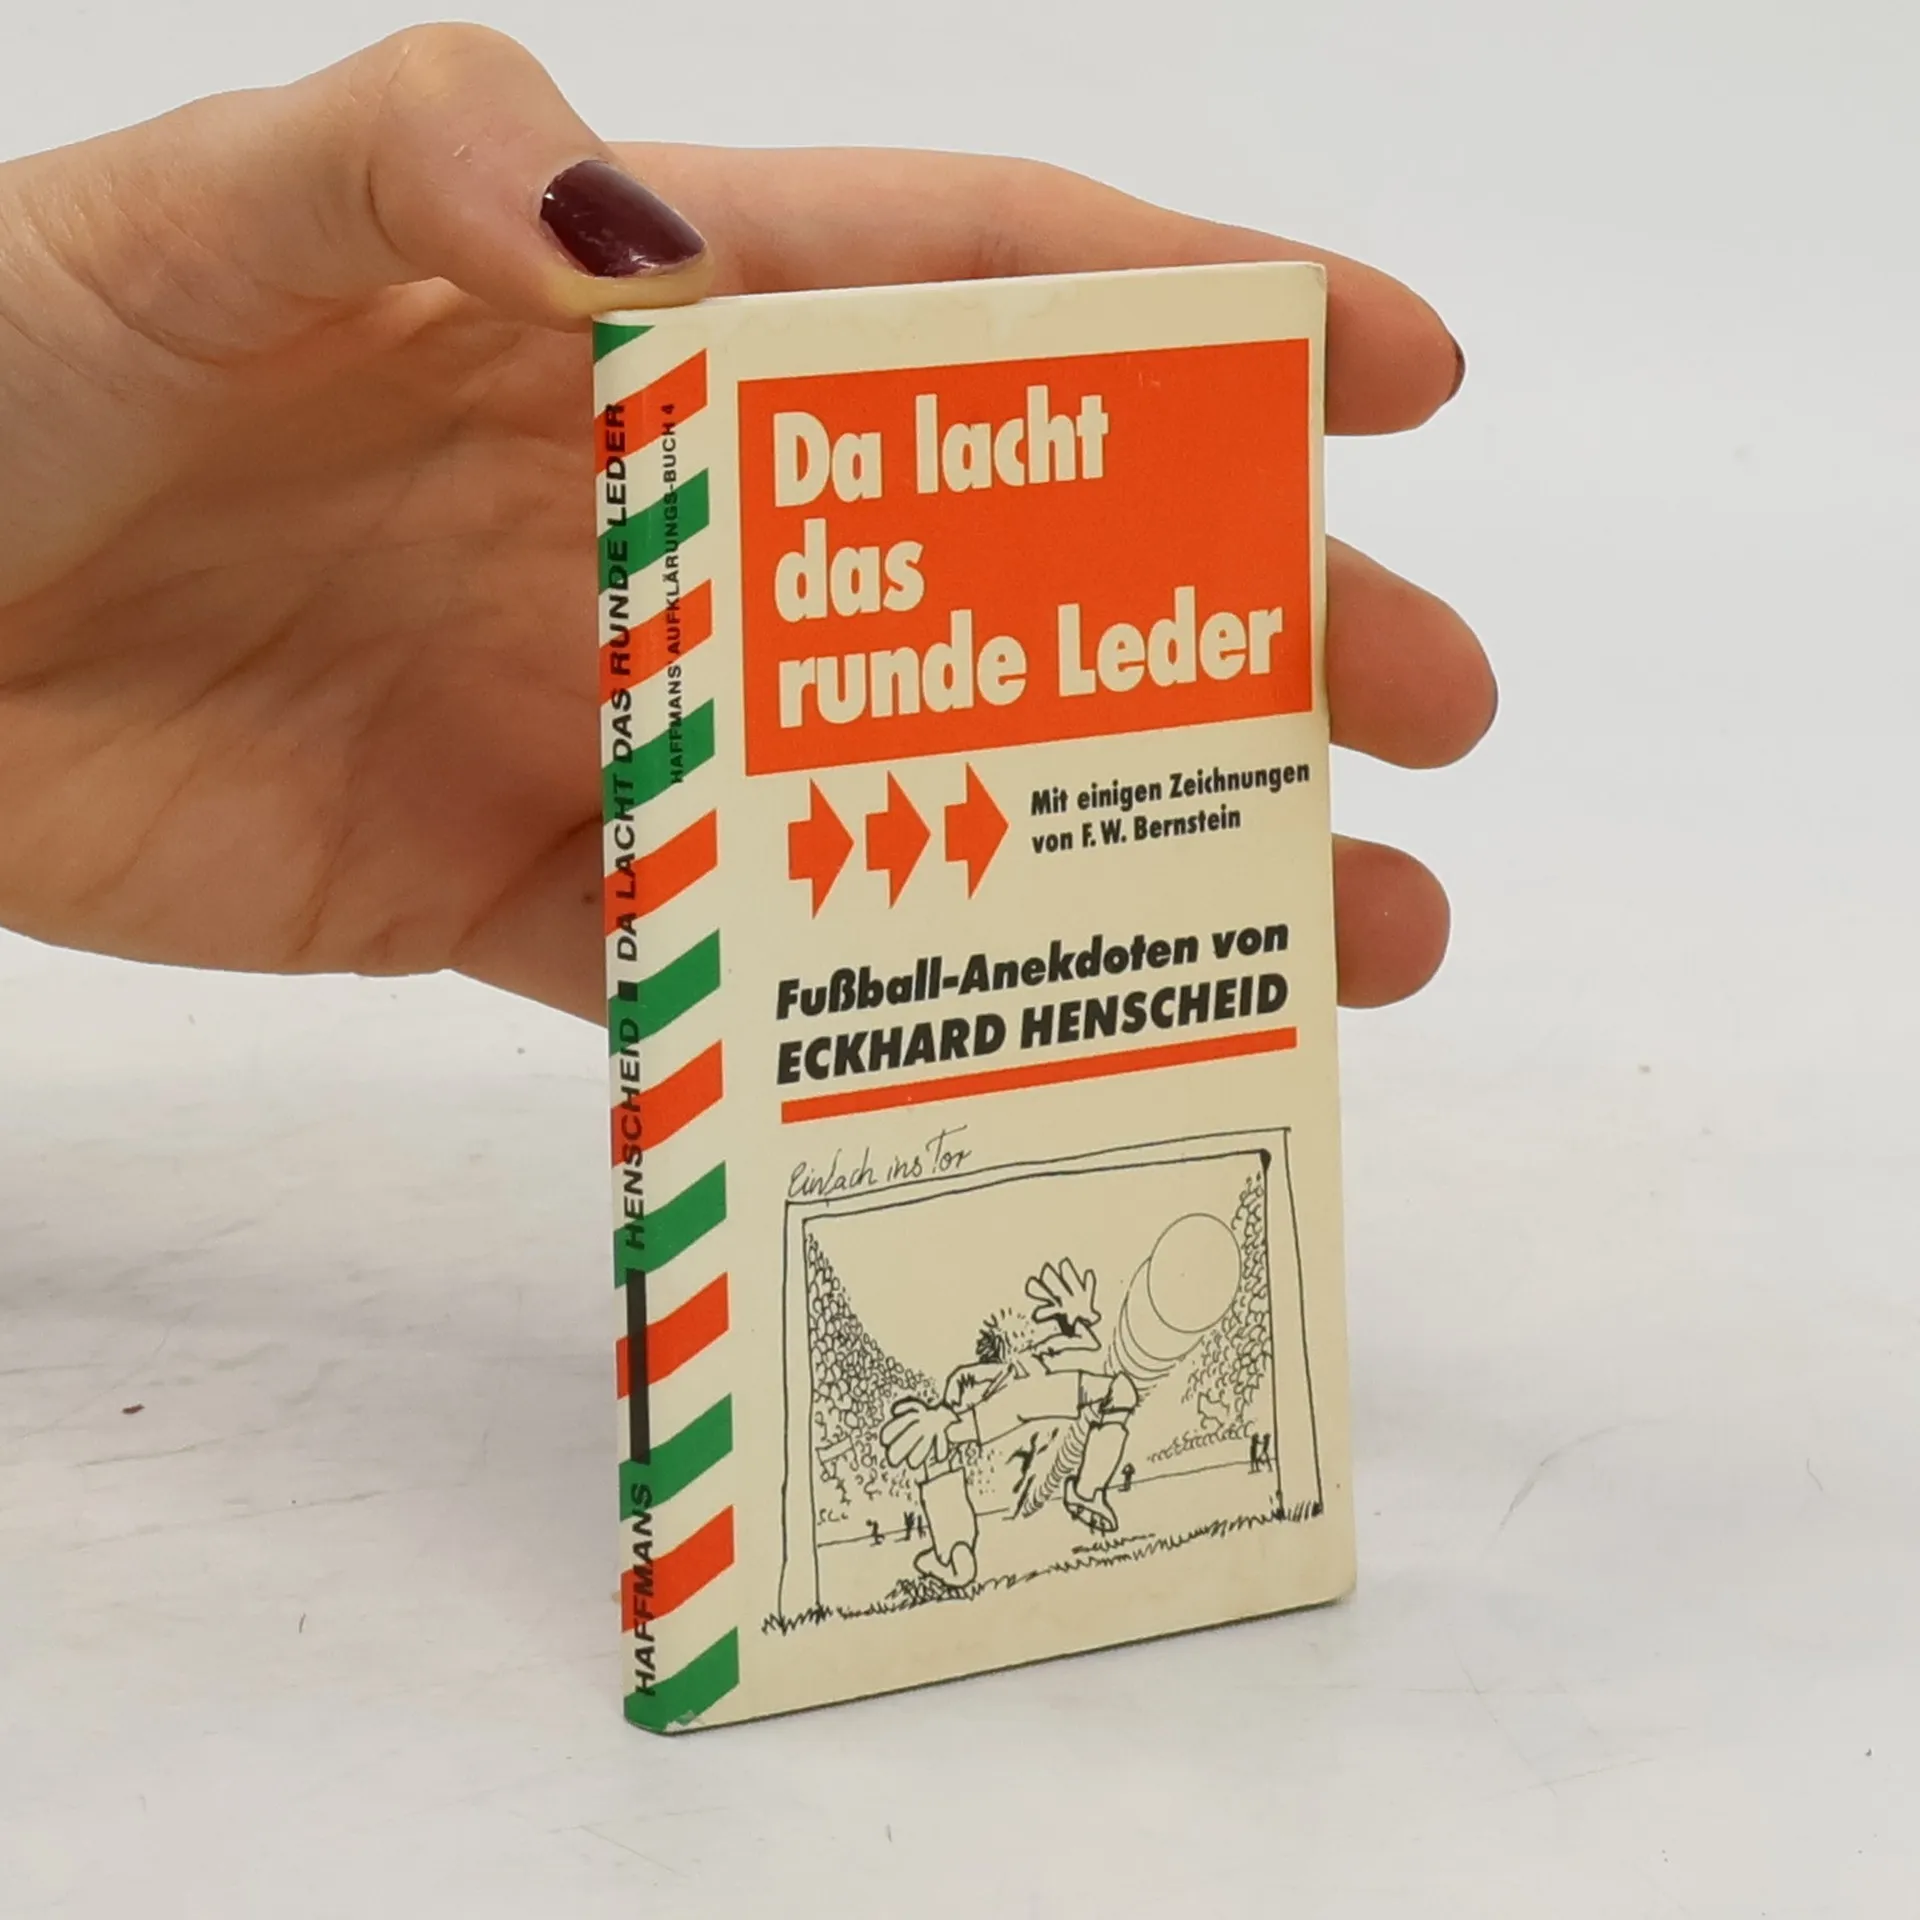 Da lacht
das
runde Leder
Mit einigen Zeichnungen
von F. W. Bernstein
Fußball-Anekdoten von
ECKHARD HENSCHEID
Einfach ins Tor
HAFFMANS HENSCHEID ■ DA LACHT DAS RUNDE LEDER
HAFFMANS' AUFKLÄRUNGS-BUCH 4